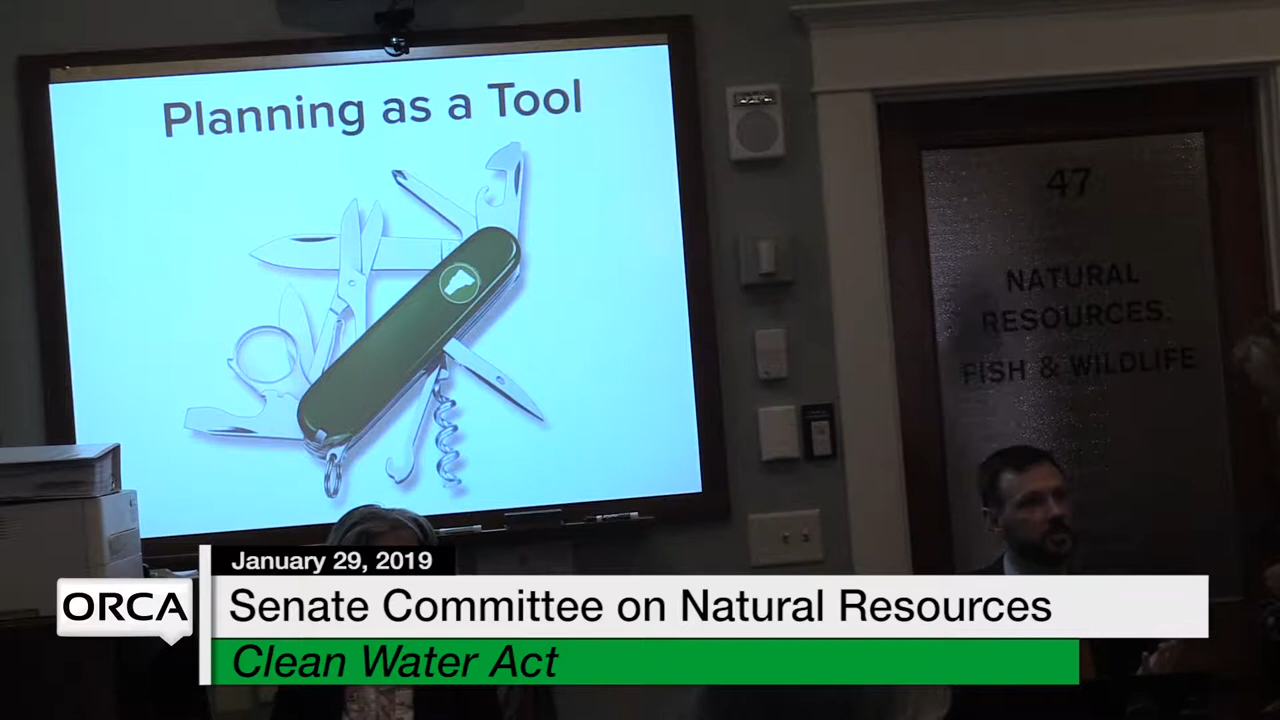 Planning as a Tool
47
NATURAL
RESOURCES,
FISH & WILDLIFE
January 29, 2019
ORCA
Senate Committee on Natural Resources
Clean Water Act